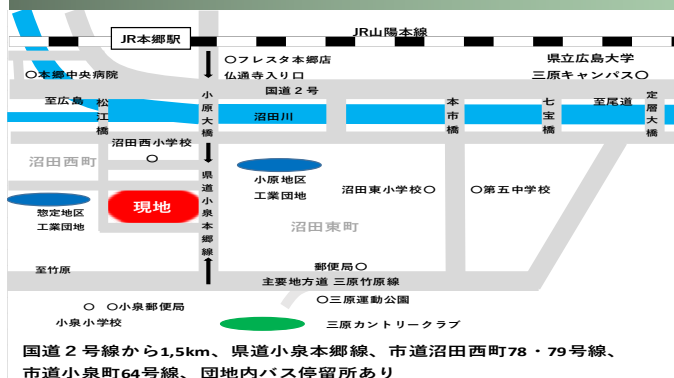 JR本郷駅
JR山陽本線
〇フレスタ本郷店
仏通寺入り口
県立広島大学
三原キャンパス〇
〇本郷中央病院
国道２号
至広島
松江橋
小原大橋
沼田川
本市橋
七宝橋
至尾道
定屋大橋
沼田西小学校
〇
沼田西町
県道小泉本郷線
小原地区
工業団地
沼田東小学校〇
〇第五中学校
惣定地区
工業団地
現地
沼田東町
至竹原
郵便局〇
主要地方道 三原竹原線
〇三原運動公園
〇 〇小泉郵便局
小泉小学校
三原カントリークラブ
国道２号線から1,5km、県道小泉本郷線、市道沼田西町78・79号線、
市道小泉町64号線、団地内バス停留所あり